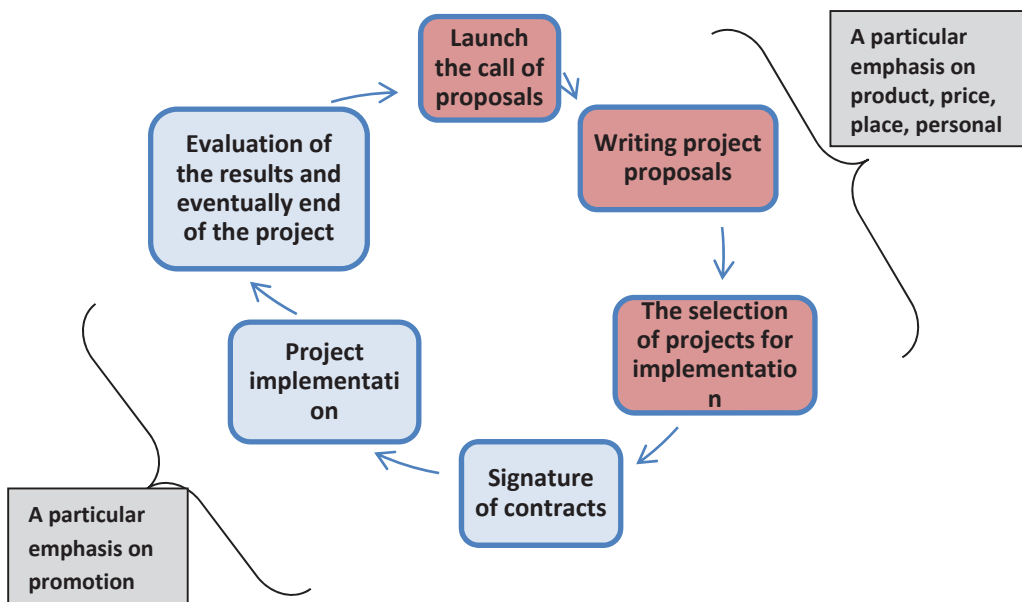 Launch
the call of
proposals
A particular
emphasis on
product, price,
place, personal
Writing project
proposals
Evaluation of
the results and
eventually end
of the project
The selection
of projects for
implementatio
n
Project
implementati
on
Signature
of contracts
A particular
emphasis on
promotion